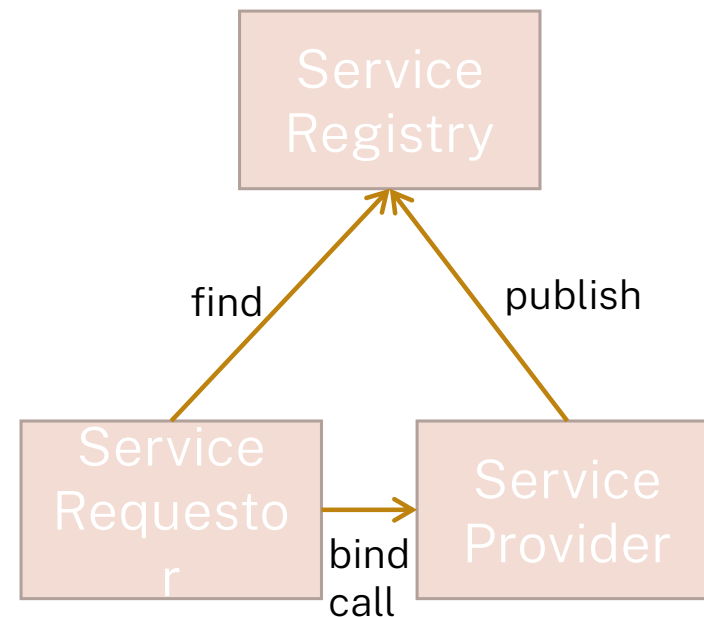 Service
Registry
find
publish
Service
Requesto
r
Service
Provider
bind
call